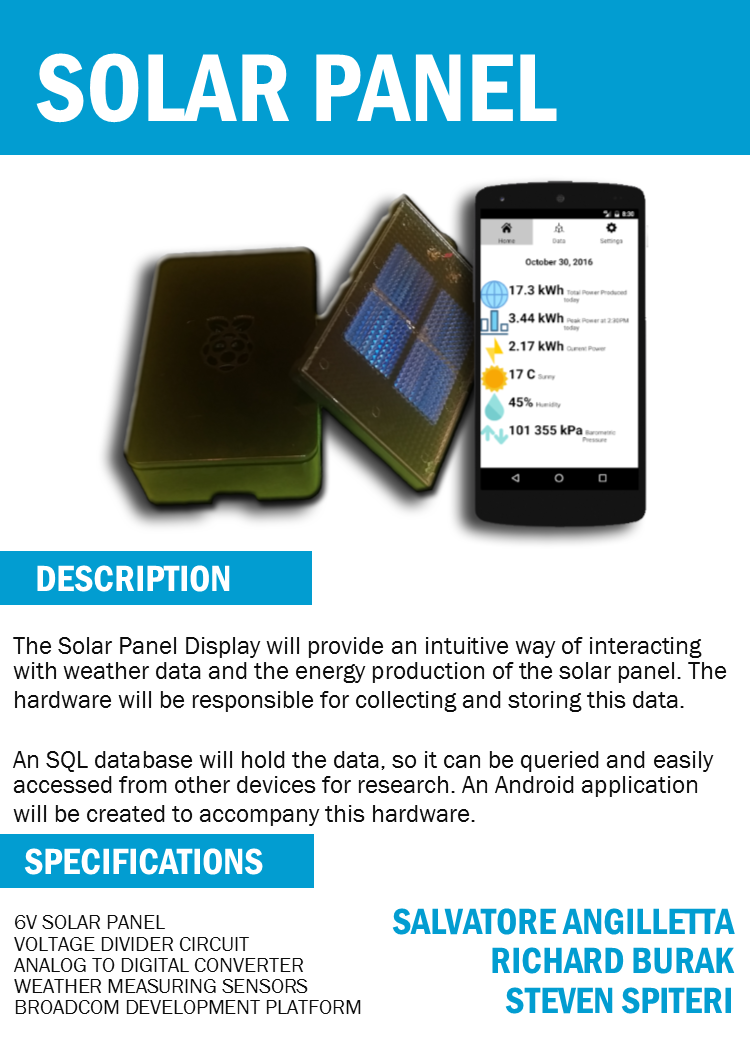 SOLAR PANEL
8:30
Home Data Settings
October 30, 2016
17.3 kWh Total Power Produced
today
3.44 kWh Peak Power at 2:30PM
today
2.17 kWh Current Power
17 C Sunny
45% Humidity
101 355 kPa Barometric
Pressure
DESCRIPTION
The Solar Panel Display will provide an intuitive way of interacting
with weather data and the energy production of the solar panel. The
hardware will be responsible for collecting and storing this data.
An SQL database will hold the data, so it can be queried and easily
accessed from other devices for research. An Android application
will be created to accompany this hardware.
SPECIFICATIONS
6V SOLAR PANEL
VOLTAGE DIVIDER CIRCUIT
ANALOG TO DIGITAL CONVERTER
WEATHER MEASURING SENSORS
BROADCOM DEVELOPMENT PLATFORM
SALVATORE ANGILLETTA
RICHARD BURAK
STEVEN SPITERI